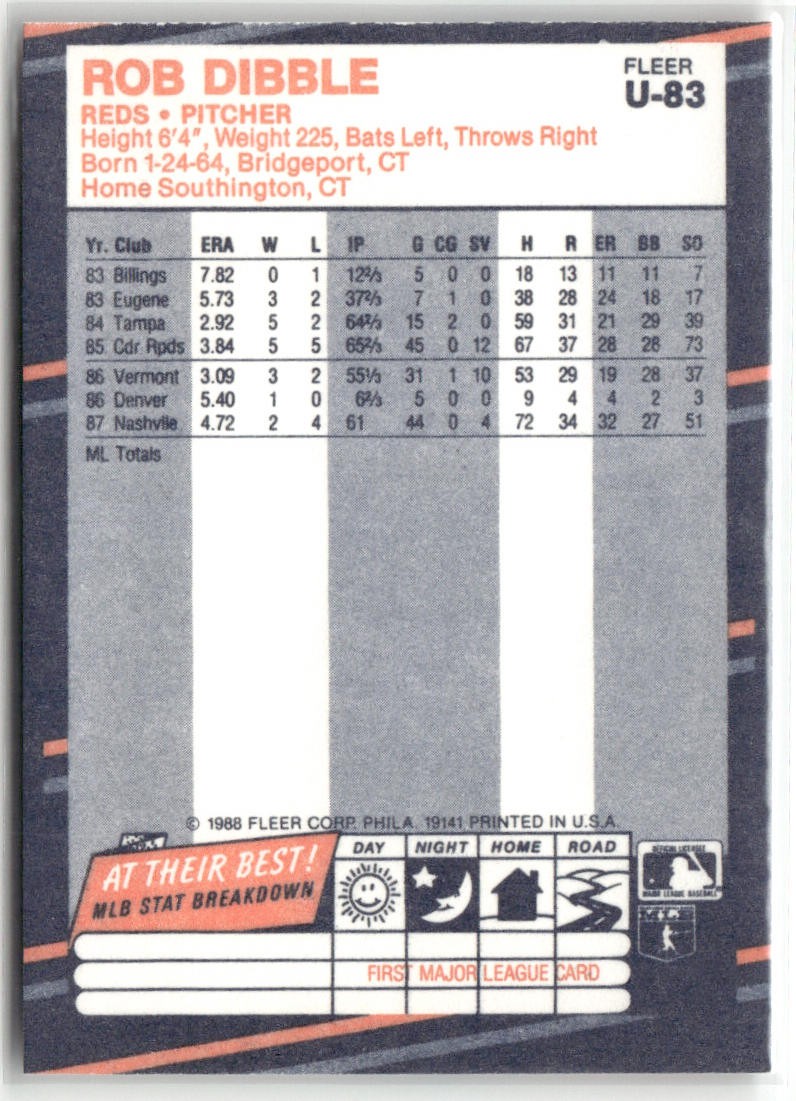 ROB DIBBLE
FLEER
U-83
REDS • PITCHER
Height 6'4", Weight 225, Bats Left, Throws Right
Born 1-24-64, Bridgeport, CT
Home Southington, CT
Yr. Club ERA W L IP G CG SV H R ER BB SO
83 Billings 7.82 0 1 12⅔ 5 0 0 18 13 11 11 7
83 Eugene 5.73 3 2 37⅔ 7 1 0 38 28 24 18 17
84 Tampa 2.92 5 2 64⅔ 15 2 0 59 31 21 29 39
85 Cdr Rpds 3.84 5 5 65⅔ 45 0 12 67 37 28 28 73
86 Vermont 3.09 3 2 55⅓ 31 1 10 53 29 19 28 37
86 Denver 5.40 1 0 6⅔ 5 0 0 9 4 4 2 3
87 Nashvile 4.72 2 4 61 44 0 4 72 34 32 27 51
ML Totals
© 1988 FLEER CORP. PHILA. 19141 PRINTED IN U.S.A.
AT THEIR BEST!
MLB STAT BREAKDOWN
DAY NIGHT HOME ROAD
OFFICIAL LICENSEE
MAJOR LEAGUE BASEBALL
FIRST MAJOR LEAGUE CARD